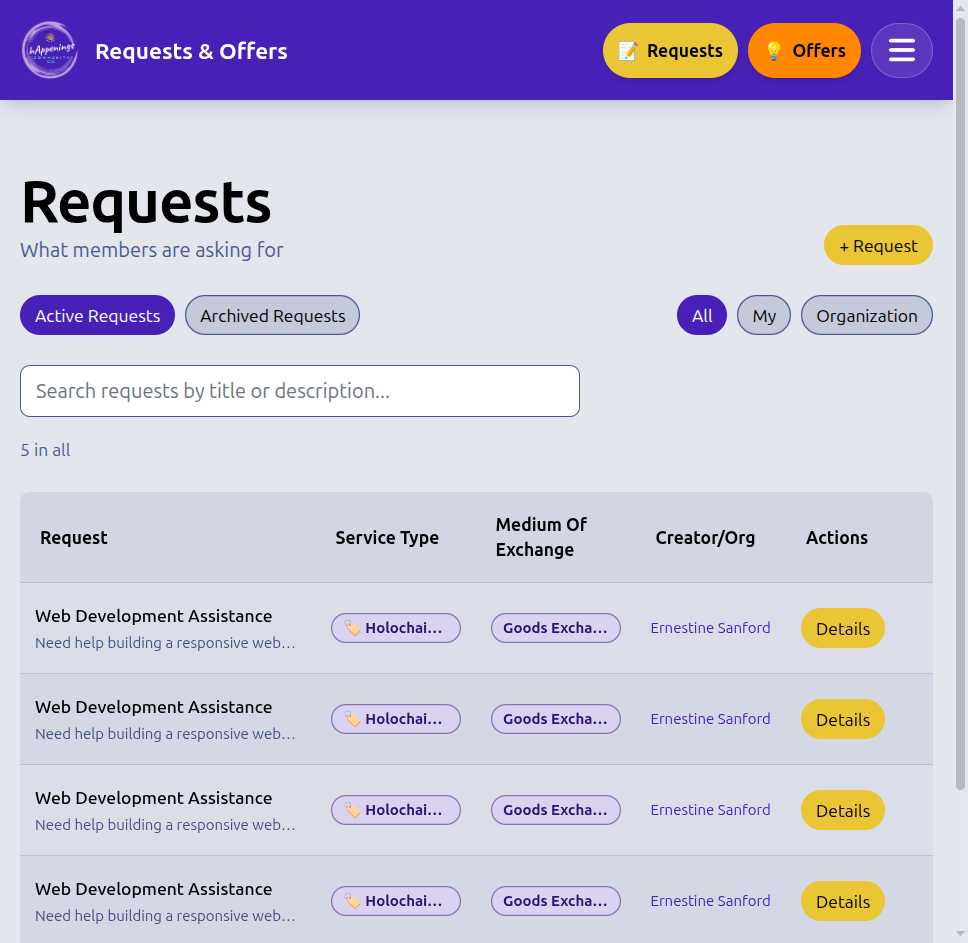 hAppenings
COMMUNITY
Requests & Offers
Requests
Offers
Requests
What members are asking for
+ Request
Active Requests
Archived Requests
All
My
Organization
Search requests by title or description...
5 in all
Request
Service Type
Medium Of
Exchange
Creator/Org
Actions
Web Development Assistance
Need help building a responsive web…
Holochai…
Goods Excha…
Ernestine Sanford
Details
Web Development Assistance
Need help building a responsive web…
Holochai…
Goods Excha…
Ernestine Sanford
Details
Web Development Assistance
Need help building a responsive web…
Holochai…
Goods Excha…
Ernestine Sanford
Details
Web Development Assistance
Need help building a responsive web…
Holochai…
Goods Excha…
Ernestine Sanford
Details